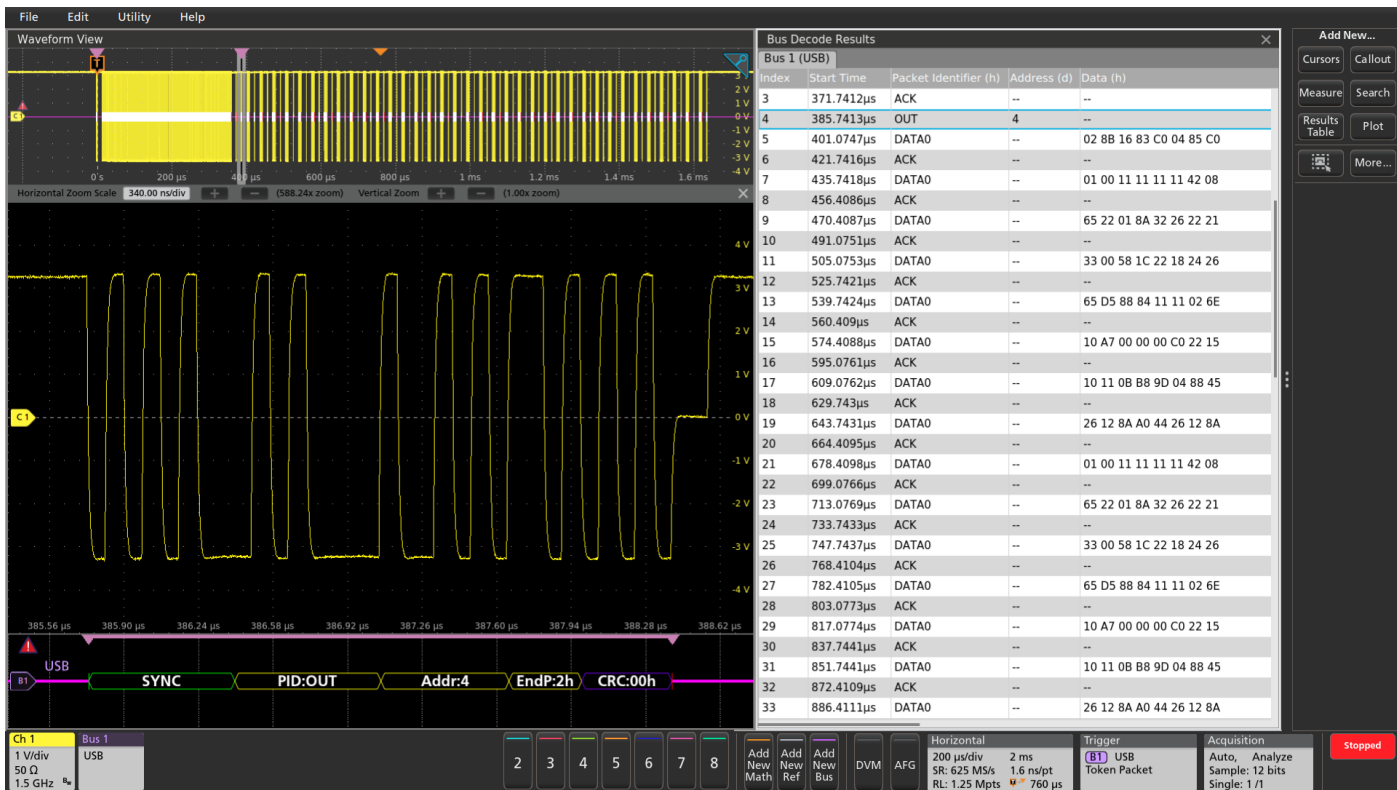 File Edit Utility Help
Waveform View
T
3 V
2 V
1 V
0 V
-1 V
-2 V
-3 V
-4 V
C1
0 s 200 µs 400 µs 600 µs 800 µs 1 ms 1.2 ms 1.4 ms 1.6 ms
Horizontal Zoom Scale 340.00 ns/div + — (588.24x zoom) Vertical Zoom + — (1.00x zoom)
4 V
3 V
2 V
1 V
C1 0 V
-1 V
-2 V
-3 V
-4 V
385.56 µs 385.90 µs 386.24 µs 386.58 µs 386.92 µs 387.26 µs 387.60 µs 387.94 µs 388.28 µs 388.62 µs
USB
B1 SYNC PID:OUT Addr:4 EndP:2h CRC:00h
Bus Decode Results
Bus 1 (USB)
Index Start Time Packet Identifier (h) Address (d) Data (h)
3 371.7412µs ACK -- --
4 385.7413µs OUT 4 --
5 401.0747µs DATA0 -- 02 8B 16 83 C0 04 85 C0
6 421.7416µs ACK -- --
7 435.7418µs DATA0 -- 01 00 11 11 11 11 42 08
8 456.4086µs ACK -- --
9 470.4087µs DATA0 -- 65 22 01 8A 32 26 22 21
10 491.0751µs ACK -- --
11 505.0753µs DATA0 -- 33 00 58 1C 22 18 24 26
12 525.7421µs ACK -- --
13 539.7424µs DATA0 -- 65 D5 88 84 11 11 02 6E
14 560.409µs ACK -- --
15 574.4088µs DATA0 -- 10 A7 00 00 00 C0 22 15
16 595.0761µs ACK -- --
17 609.0762µs DATA0 -- 10 11 0B B8 9D 04 88 45
18 629.743µs ACK -- --
19 643.7431µs DATA0 -- 26 12 8A A0 44 26 12 8A
20 664.4095µs ACK -- --
21 678.4098µs DATA0 -- 01 00 11 11 11 11 42 08
22 699.0766µs ACK -- --
23 713.0769µs DATA0 -- 65 22 01 8A 32 26 22 21
24 733.7433µs ACK -- --
25 747.7437µs DATA0 -- 33 00 58 1C 22 18 24 26
26 768.4104µs ACK -- --
27 782.4105µs DATA0 -- 65 D5 88 84 11 11 02 6E
28 803.0773µs ACK -- --
29 817.0774µs DATA0 -- 10 A7 00 00 00 C0 22 15
30 837.7441µs ACK -- --
31 851.7441µs DATA0 -- 10 11 0B B8 9D 04 88 45
32 872.4109µs ACK -- --
33 886.4111µs DATA0 -- 26 12 8A A0 44 26 12 8A
Add New...
Cursors Callout
Measure Search
Results Table Plot
More...
Ch 1
1 V/div
50 Ω
1.5 GHz
Bus 1
USB
2 3 4 5 6 7 8
Add New Math
Add New Ref
Add New Bus
DVM AFG
Horizontal
200 µs/div 2 ms
SR: 625 MS/s 1.6 ns/pt
RL: 1.25 Mpts 760 µs
Trigger
B1 USB
Token Packet
Acquisition
Auto, Analyze
Sample: 12 bits
Single: 1 /1
Stopped